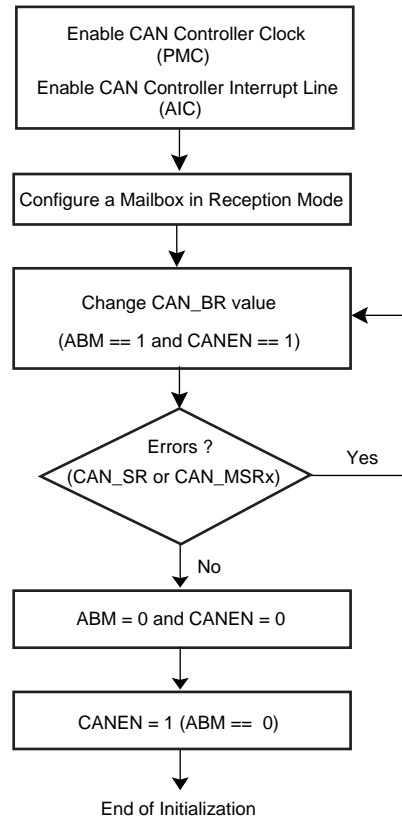 Enable CAN Controller Clock
(PMC)
Enable CAN Controller Interrupt Line
(AIC)
Configure a Mailbox in Reception Mode
Change CAN_BR value
(ABM == 1 and CANEN == 1)
Errors ?
(CAN_SR or CAN_MSRx)
Yes
No
ABM = 0 and CANEN = 0
CANEN = 1 (ABM == 0)
End of Initialization